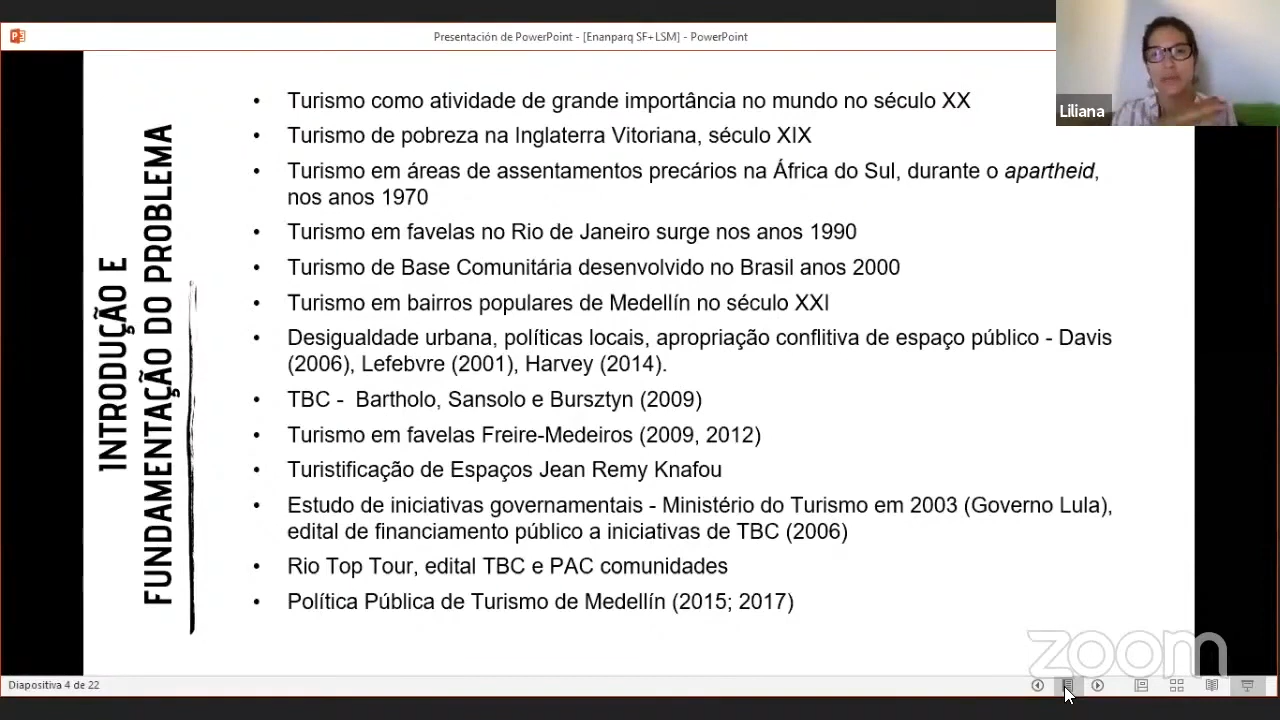 Presentación de PowerPoint - [Enanparq SF+LSM] - PowerPoint
Liliana
INTRODUÇÃO E
FUNDAMENTAÇÃO DO PROBLEMA
• Turismo como atividade de grande importância no mundo no século XX
• Turismo de pobreza na Inglaterra Vitoriana, século XIX
• Turismo em áreas de assentamentos precários na África do Sul, durante o apartheid,
nos anos 1970
• Turismo em favelas no Rio de Janeiro surge nos anos 1990
• Turismo de Base Comunitária desenvolvido no Brasil anos 2000
• Turismo em bairros populares de Medellín no século XXI
• Desigualdade urbana, políticas locais, apropriação conflitiva de espaço público - Davis
(2006), Lefebvre (2001), Harvey (2014).
• TBC - Bartholo, Sansolo e Bursztyn (2009)
• Turismo em favelas Freire-Medeiros (2009, 2012)
• Turistificação de Espaços Jean Remy Knafou
• Estudo de iniciativas governamentais - Ministério do Turismo em 2003 (Governo Lula),
edital de financiamento público a iniciativas de TBC (2006)
• Rio Top Tour, edital TBC e PAC comunidades
• Política Pública de Turismo de Medellín (2015; 2017)
zoom
Diapositiva 4 de 22